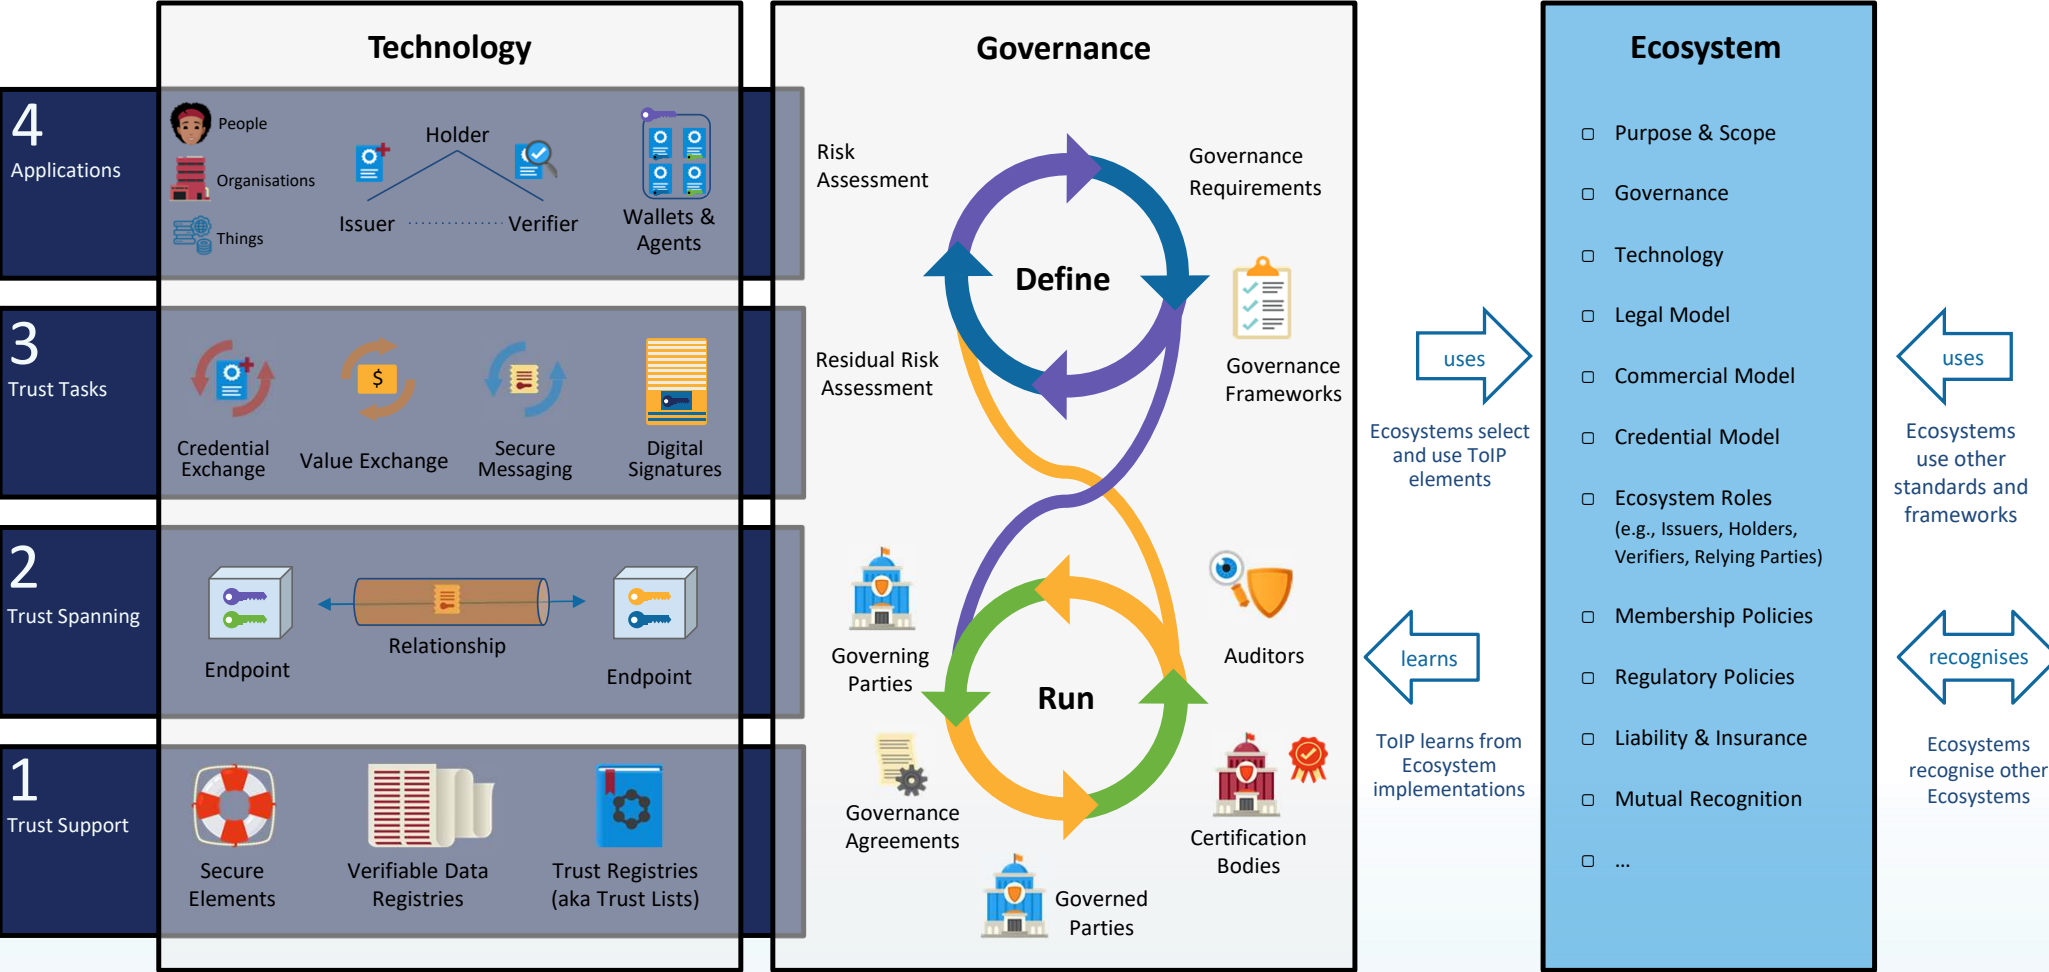 Technology
Governance
Ecosystem
4
Applications
People
Organisations
Things
Holder
Issuer
Verifier
Wallets &
Agents
3
Trust Tasks
Credential
Exchange
$
Value Exchange
Secure
Messaging
Digital
Signatures
2
Trust Spanning
Endpoint
Relationship
Endpoint
1
Trust Support
Secure
Elements
Verifiable Data
Registries
Trust Registries
(aka Trust Lists)
Risk
Assessment
Governance
Requirements
Define
Residual Risk
Assessment
Governance
Frameworks
Governing
Parties
Auditors
Run
Governance
Agreements
Certification
Bodies
Governed
Parties
uses
Ecosystems select
and use ToIP
elements
learns
ToIP learns from
Ecosystem
implementations
Purpose & Scope
Governance
Technology
Legal Model
Commercial Model
Credential Model
Ecosystem Roles
(e.g., Issuers, Holders,
Verifiers, Relying Parties)
Membership Policies
Regulatory Policies
Liability & Insurance
Mutual Recognition
...
uses
Ecosystems
use other
standards and
frameworks
recognises
Ecosystems
recognise other
Ecosystems